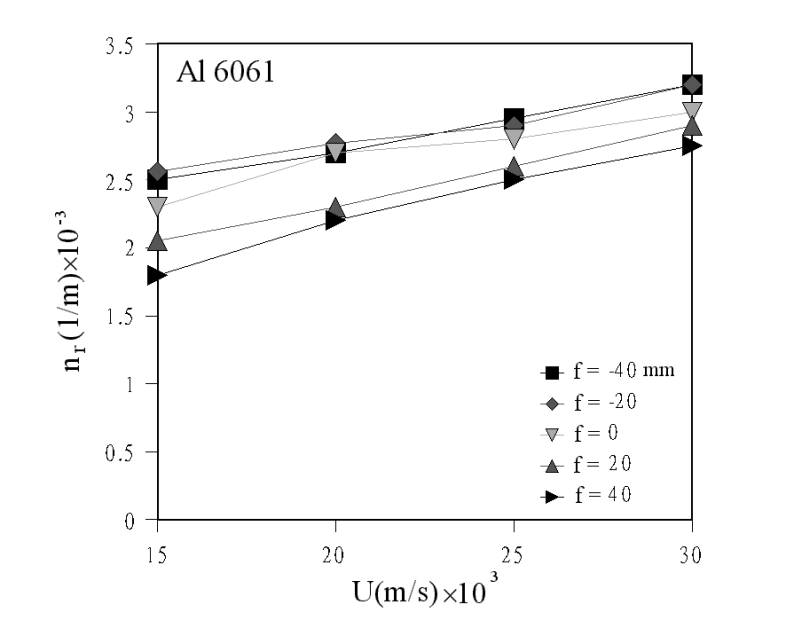 Al 6061
3.5
3
2.5
2
1.5
1
0.5
0
n_r (1/m)×10⁻³
15 20 25 30
U(m/s)×10³
f = -40 mm
f = -20
f = 0
f = 20
f = 40